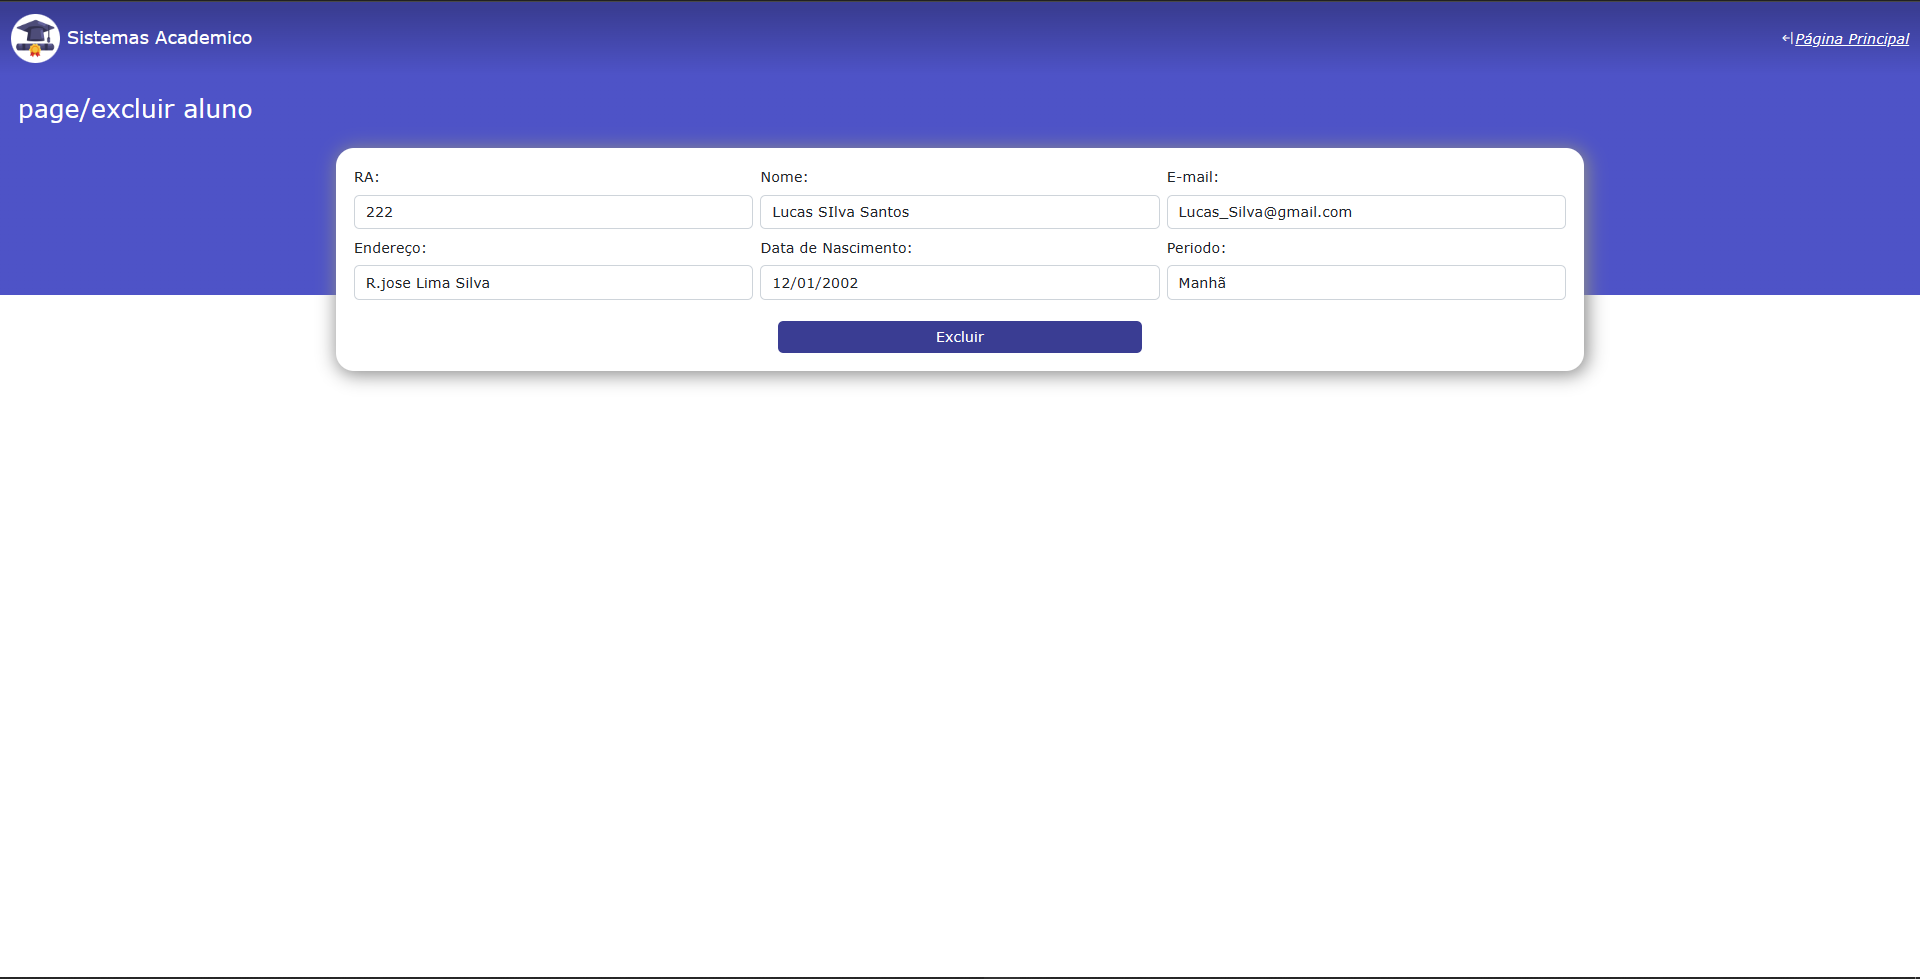 Sistemas Academico
Página Principal
page/excluir aluno
RA:
Nome:
E-mail:
222
Lucas SIlva Santos
Lucas_Silva@gmail.com
Endereço:
Data de Nascimento:
Periodo:
R.jose Lima Silva
12/01/2002
Manhã
Excluir